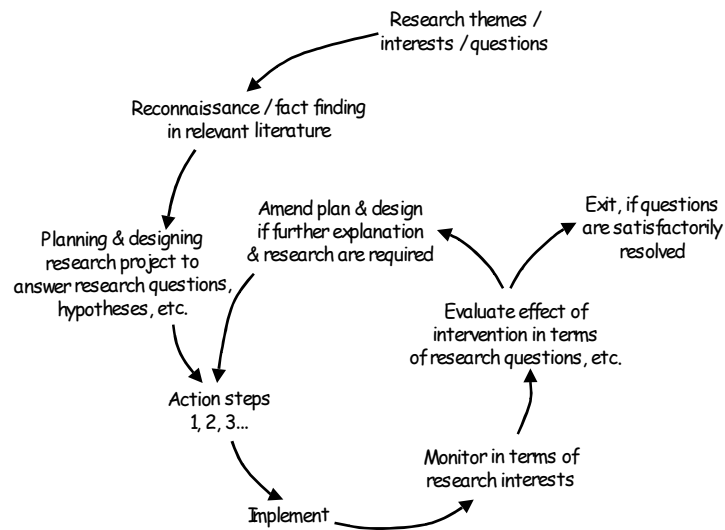 Research themes /
interests / questions
Reconnaissance / fact finding
in relevant literature
Planning & designing
research project to
answer research questions,
hypotheses, etc.
Amend plan & design
if further explanation
& research are required
Exit, if questions
are satisfactorily
resolved
Evaluate effect of
intervention in terms
of research questions, etc.
Action steps
1, 2, 3...
Monitor in terms of
research interests
Implement